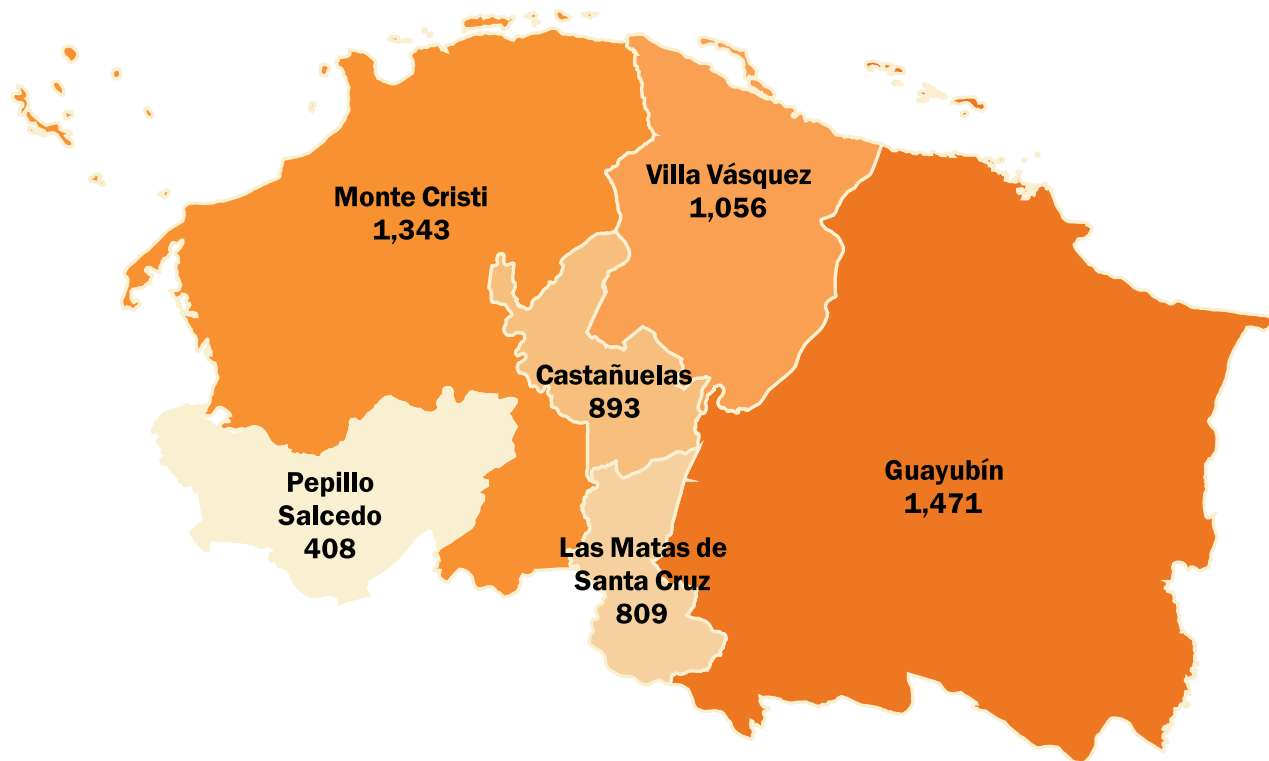 Monte Cristi
1,343
Villa Vásquez
1,056
Castañuelas
893
Guayubín
1,471
Pepillo
Salcedo
408
Las Matas de
Santa Cruz
809